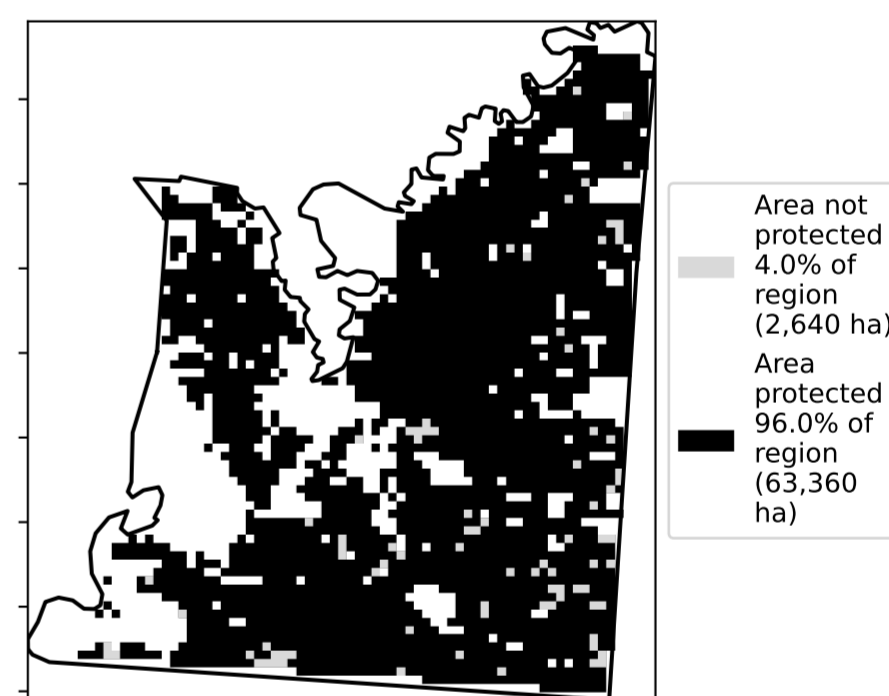 Area not
protected
4.0% of
region
(2,640 ha)
Area
protected
96.0% of
region
(63,360
ha)